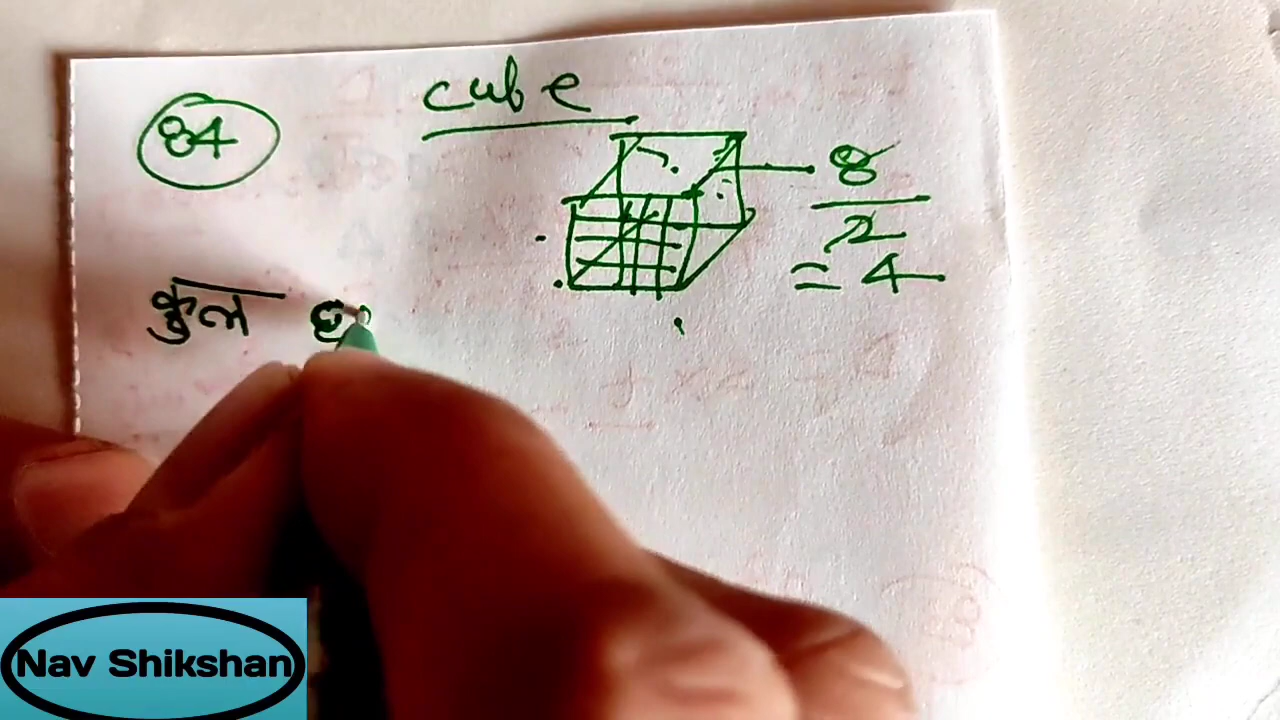 84
cube
8
2
= 4
कुल
Nav Shikshan